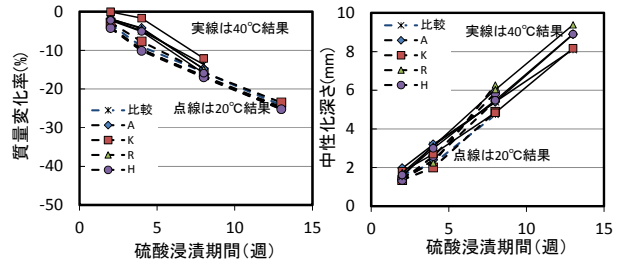 質量変化率(%)
0
-10
-20
-30
-40
-50
実線は40℃結果
点線は20℃結果
比較
A
K
R
H
0 5 10 15
硫酸浸漬期間(週)
中性化深さ(mm)
10
8
6
4
2
0
比較
A
K
R
H
実線は40℃結果
点線は20℃結果
0 5 10 15
硫酸浸漬期間(週)